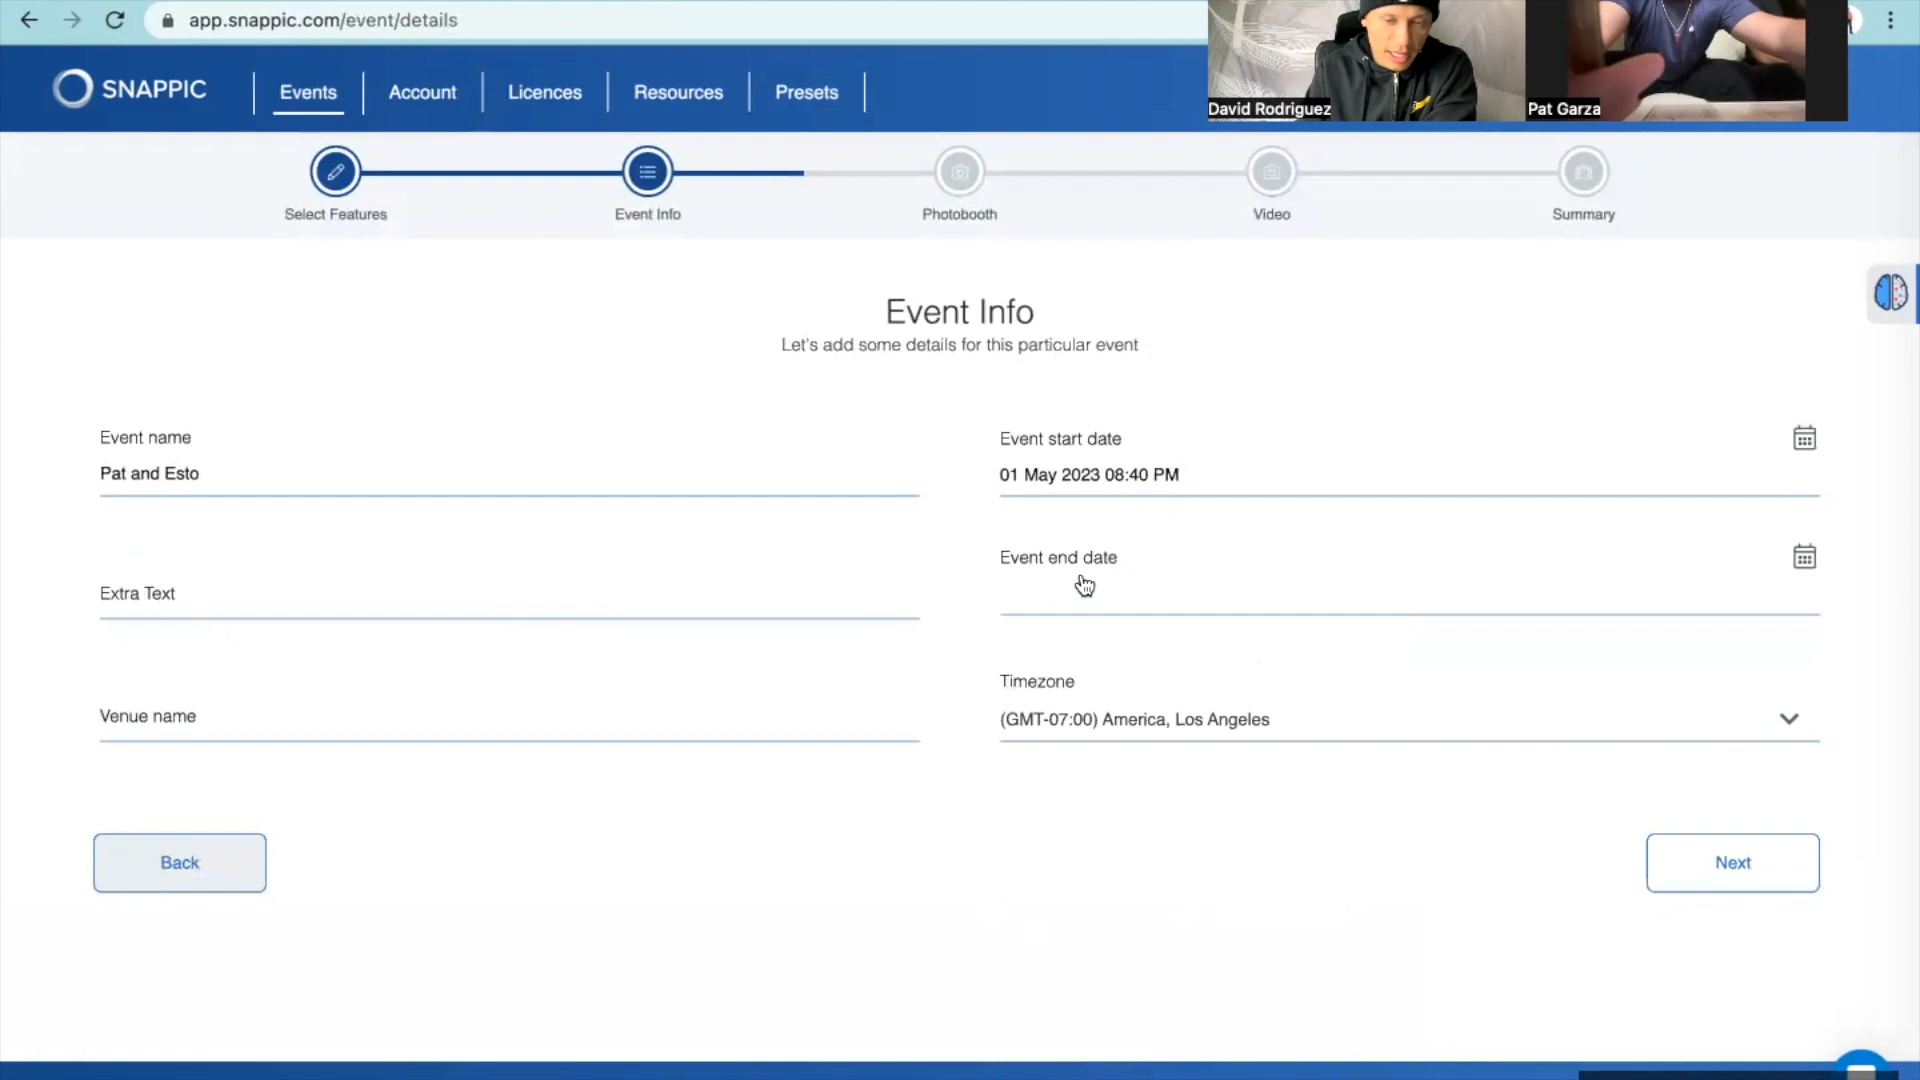 app.snappic.com/event/details
SNAPPIC
Events
Account
Licences
Resources
Presets
David Rodriguez
Pat Garza
Select Features
Event Info
Photobooth
Video
Summary
Event Info
Let's add some details for this particular event
Event name
Pat and Esto
Event start date
01 May 2023 08:40 PM
Extra Text
Event end date
Venue name
Timezone
(GMT-07:00) America, Los Angeles
Back
Next